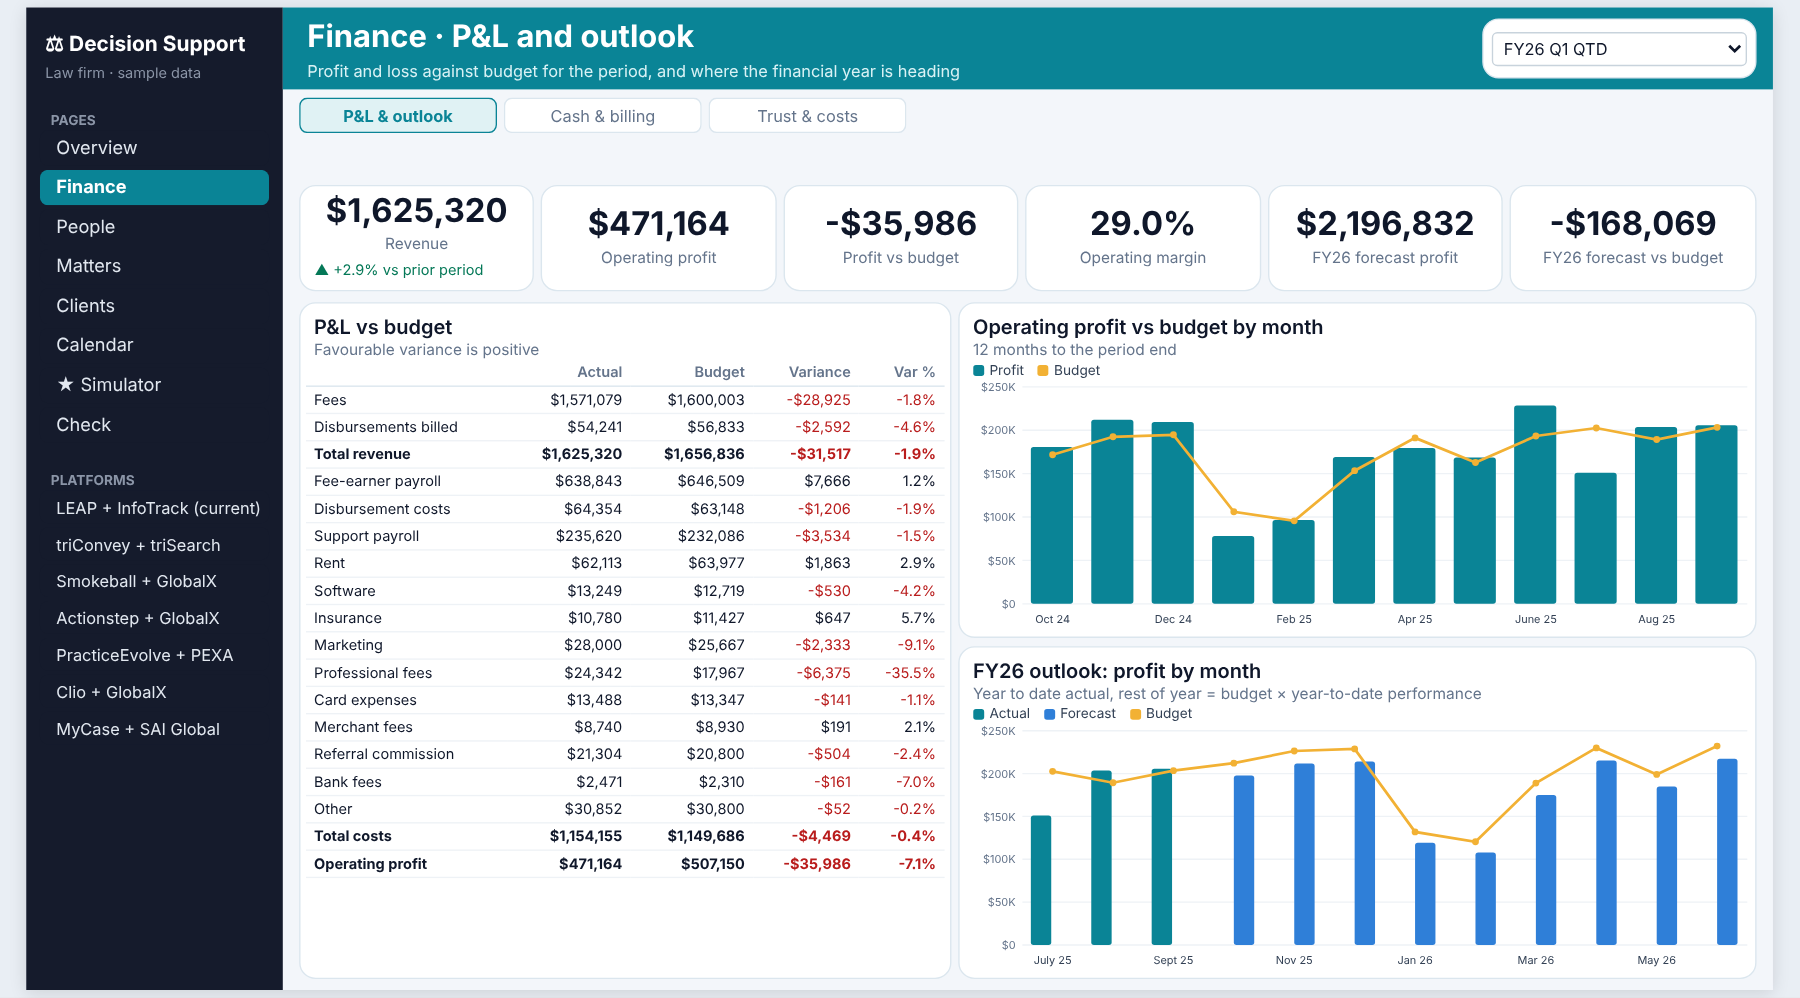 ⚖ Decision Support
Law firm · sample data
PAGES
Overview
Finance
People
Matters
Clients
Calendar
★ Simulator
Check
PLATFORMS
LEAP + InfoTrack (current)
triConvey + triSearch
Smokeball + GlobalX
Actionstep + GlobalX
PracticeEvolve + PEXA
Clio + GlobalX
MyCase + SAI Global
Finance · P&L and outlook
Profit and loss against budget for the period, and where the financial year is heading
FY26 Q1 QTD
P&L & outlook Cash & billing Trust & costs
$1,625,320
Revenue
▲ +2.9% vs prior period
$471,164
Operating profit
-$35,986
Profit vs budget
29.0%
Operating margin
$2,196,832
FY26 forecast profit
-$168,069
FY26 forecast vs budget
P&L vs budget
Favourable variance is positive
Actual Budget Variance Var %
Fees $1,571,079 $1,600,003 -$28,925 -1.8%
Disbursements billed $54,241 $56,833 -$2,592 -4.6%
Total revenue $1,625,320 $1,656,836 -$31,517 -1.9%
Fee-earner payroll $638,843 $646,509 $7,666 1.2%
Disbursement costs $64,354 $63,148 -$1,206 -1.9%
Support payroll $235,620 $232,086 -$3,534 -1.5%
Rent $62,113 $63,977 $1,863 2.9%
Software $13,249 $12,719 -$530 -4.2%
Insurance $10,780 $11,427 $647 5.7%
Marketing $28,000 $25,667 -$2,333 -9.1%
Professional fees $24,342 $17,967 -$6,375 -35.5%
Card expenses $13,488 $13,347 -$141 -1.1%
Merchant fees $8,740 $8,930 $191 2.1%
Referral commission $21,304 $20,800 -$504 -2.4%
Bank fees $2,471 $2,310 -$161 -7.0%
Other $30,852 $30,800 -$52 -0.2%
Total costs $1,154,155 $1,149,686 -$4,469 -0.4%
Operating profit $471,164 $507,150 -$35,986 -7.1%
Operating profit vs budget by month
12 months to the period end
Profit Budget
$250K
$200K
$150K
$100K
$50K
$0
Oct 24 Dec 24 Feb 25 Apr 25 June 25 Aug 25
FY26 outlook: profit by month
Year to date actual, rest of year = budget × year-to-date performance
Actual Forecast Budget
$250K
$200K
$150K
$100K
$50K
$0
July 25 Sept 25 Nov 25 Jan 26 Mar 26 May 26